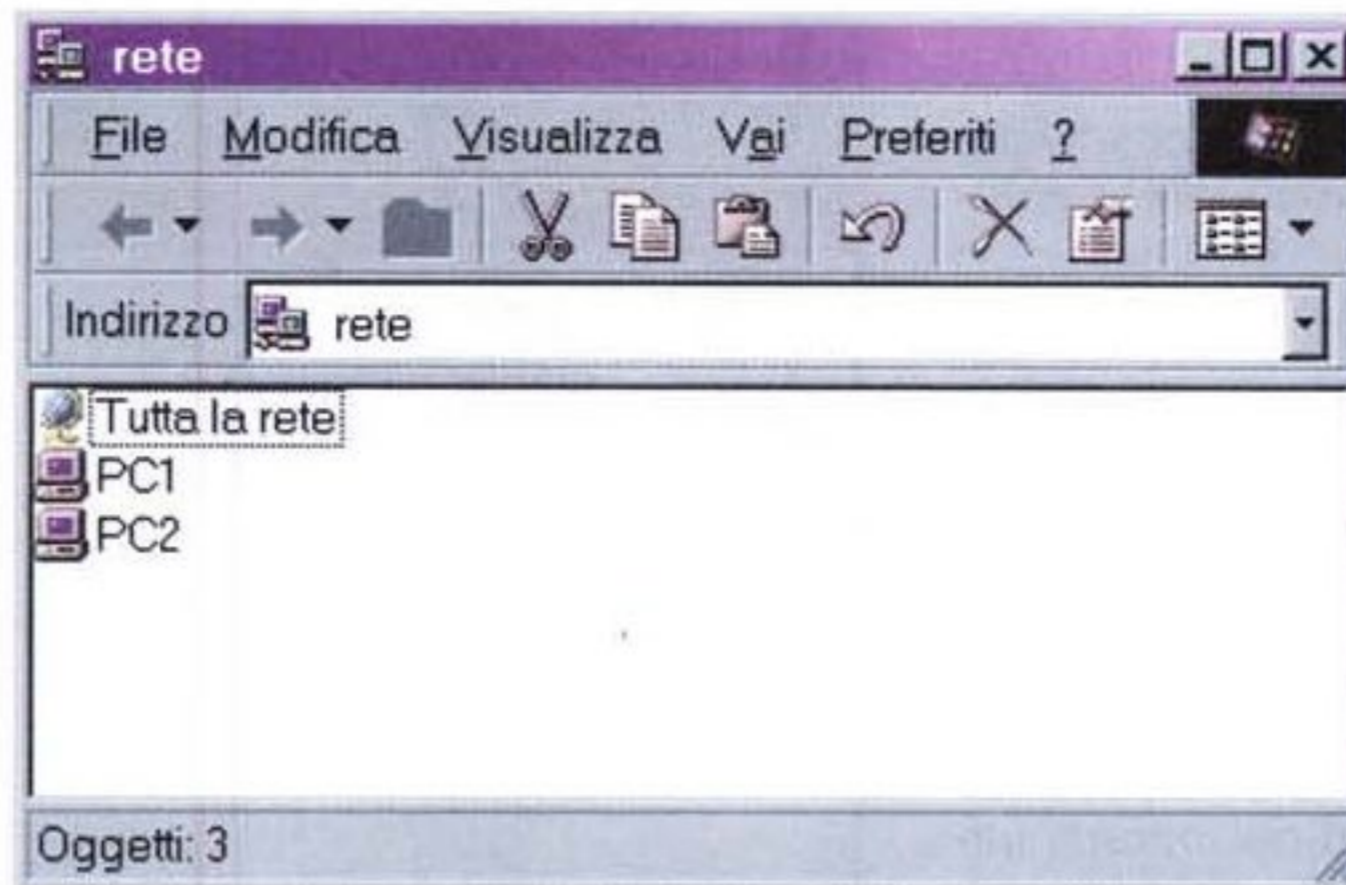 rete
File Modifica Visualizza Vai Preferiti ?
Indirizzo rete
Tutta la rete
PC1
PC2
Oggetti: 3